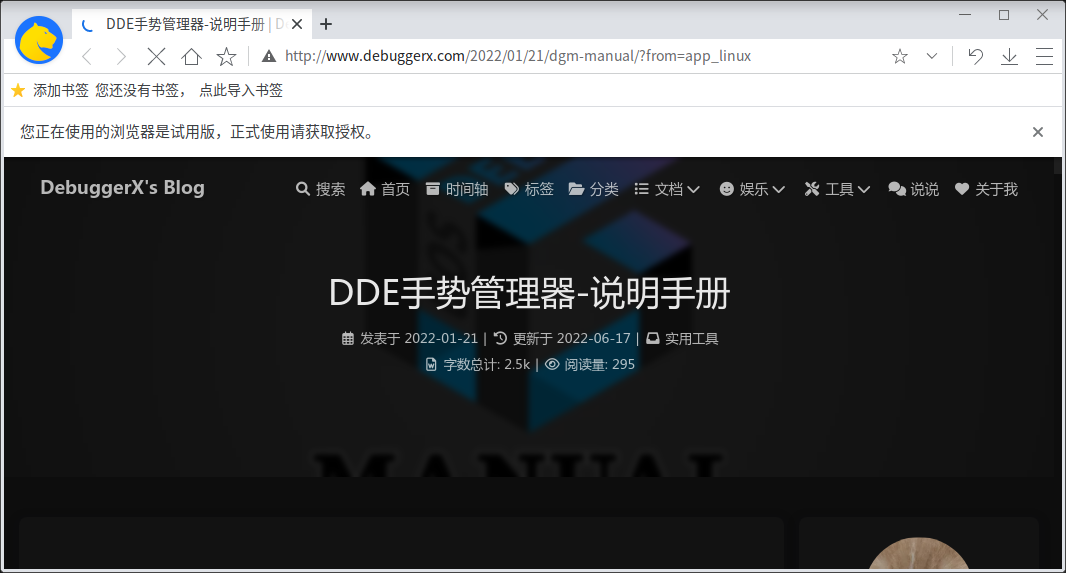 DDE手势管理器-说明手册 | D
http://www.debuggerx.com/2022/01/21/dgm-manual/?from=app_linux
添加书签 您还没有书签， 点此导入书签
您正在使用的浏览器是试用版，正式使用请获取授权。
DebuggerX's Blog 搜索 首页 时间轴 标签 分类 文档 娱乐 工具 说说 关于我
DDE手势管理器-说明手册
发表于 2022-01-21 | 更新于 2022-06-17 | 实用工具
字数总计: 2.5k | 阅读量: 295
MANUAL